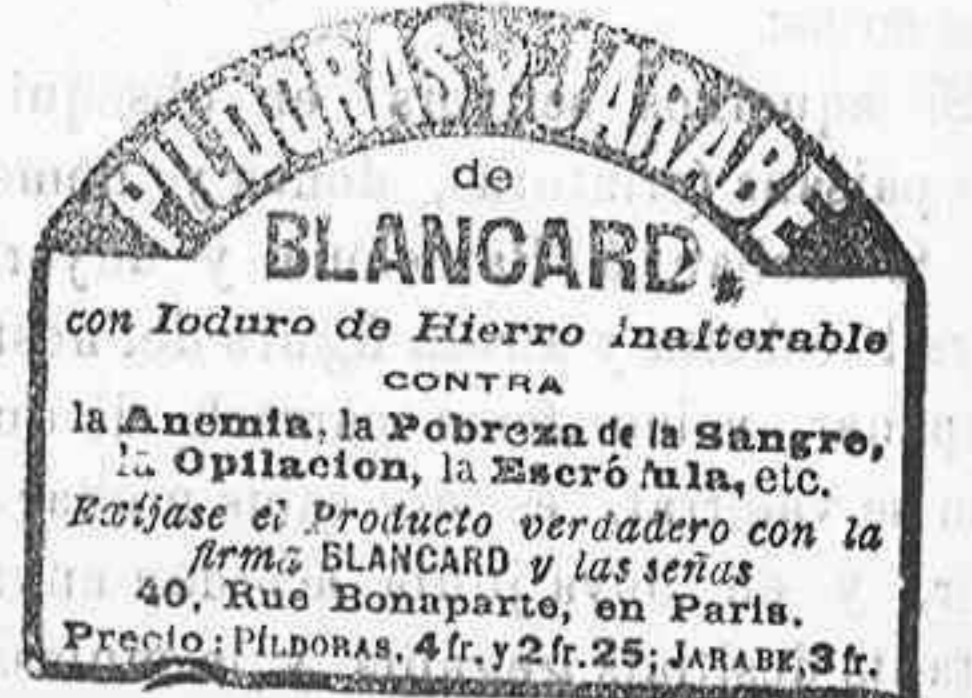 PILDORAS Y JARABE
de
BLANCARD
con Ioduro de Hierro inalterable
CONTRA
la Anemia, la Pobreza de la Sangre,
la Opilacion, la Escrófula, etc.
Exíjase el Producto verdadero con la
firma BLANCARD y las señas
40, Rue Bonaparte, en Paris.
Precio: PÍLDORAS, 4 fr. y 2 fr. 25; JARABE, 3 fr.